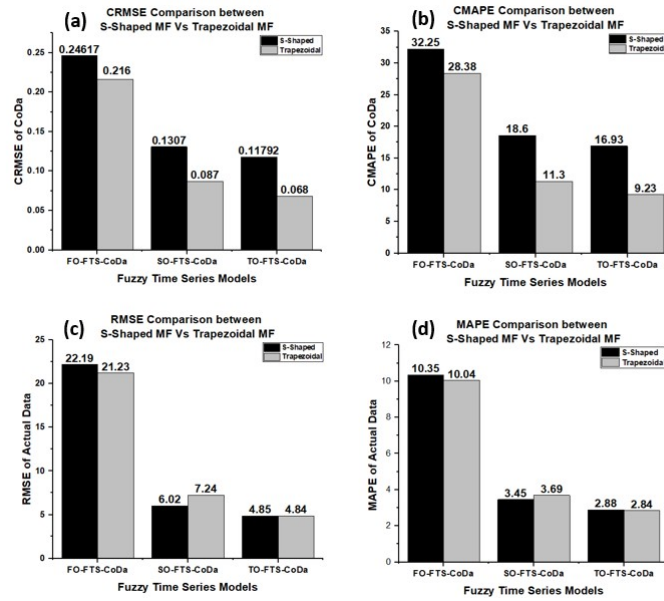 (a)
CRMSE Comparison between
S-Shaped MF Vs Trapezoidal MF
S-Shaped
Trapezoidal
CRMSE of CoDa
0.25
0.20
0.15
0.10
0.05
0.00
0.24617
0.216
0.1307
0.087
0.11792
0.068
FO-FTS-CoDa SO-FTS-CoDa TO-FTS-CoDa
Fuzzy Time Series Models
(b)
CMAPE Comparison between
S-Shaped MF Vs Trapezoidal MF
S-Shaped
Trapezoidal
CMAPE of CoDa
35
30
25
20
15
10
5
0
32.25
28.38
18.6
11.3
16.93
9.23
FO-FTS-CoDa SO-FTS-CoDa TO-FTS-CoDa
Fuzzy Time Series Models
(c)
RMSE Comparison between
S-Shaped MF Vs Trapezoidal MF
S-Shaped
Trapezoidal
RMSE of Actual Data
25
20
15
10
5
0
22.19
21.23
6.02
7.24
4.85
4.84
FO-FTS-CoDa SO-FTS-CoDa TO-FTS-CoDa
Fuzzy Time Series Models
(d)
MAPE Comparison between
S-Shaped MF Vs Trapezoidal MF
S-Shaped
Trapezoidal
MAPE of Actual Data
12
10
8
6
4
2
0
10.35
10.04
3.45
3.69
2.88
2.84
FO-FTS-CoDa SO-FTS-CoDa TO-FTS-CoDa
Fuzzy Time Series Models